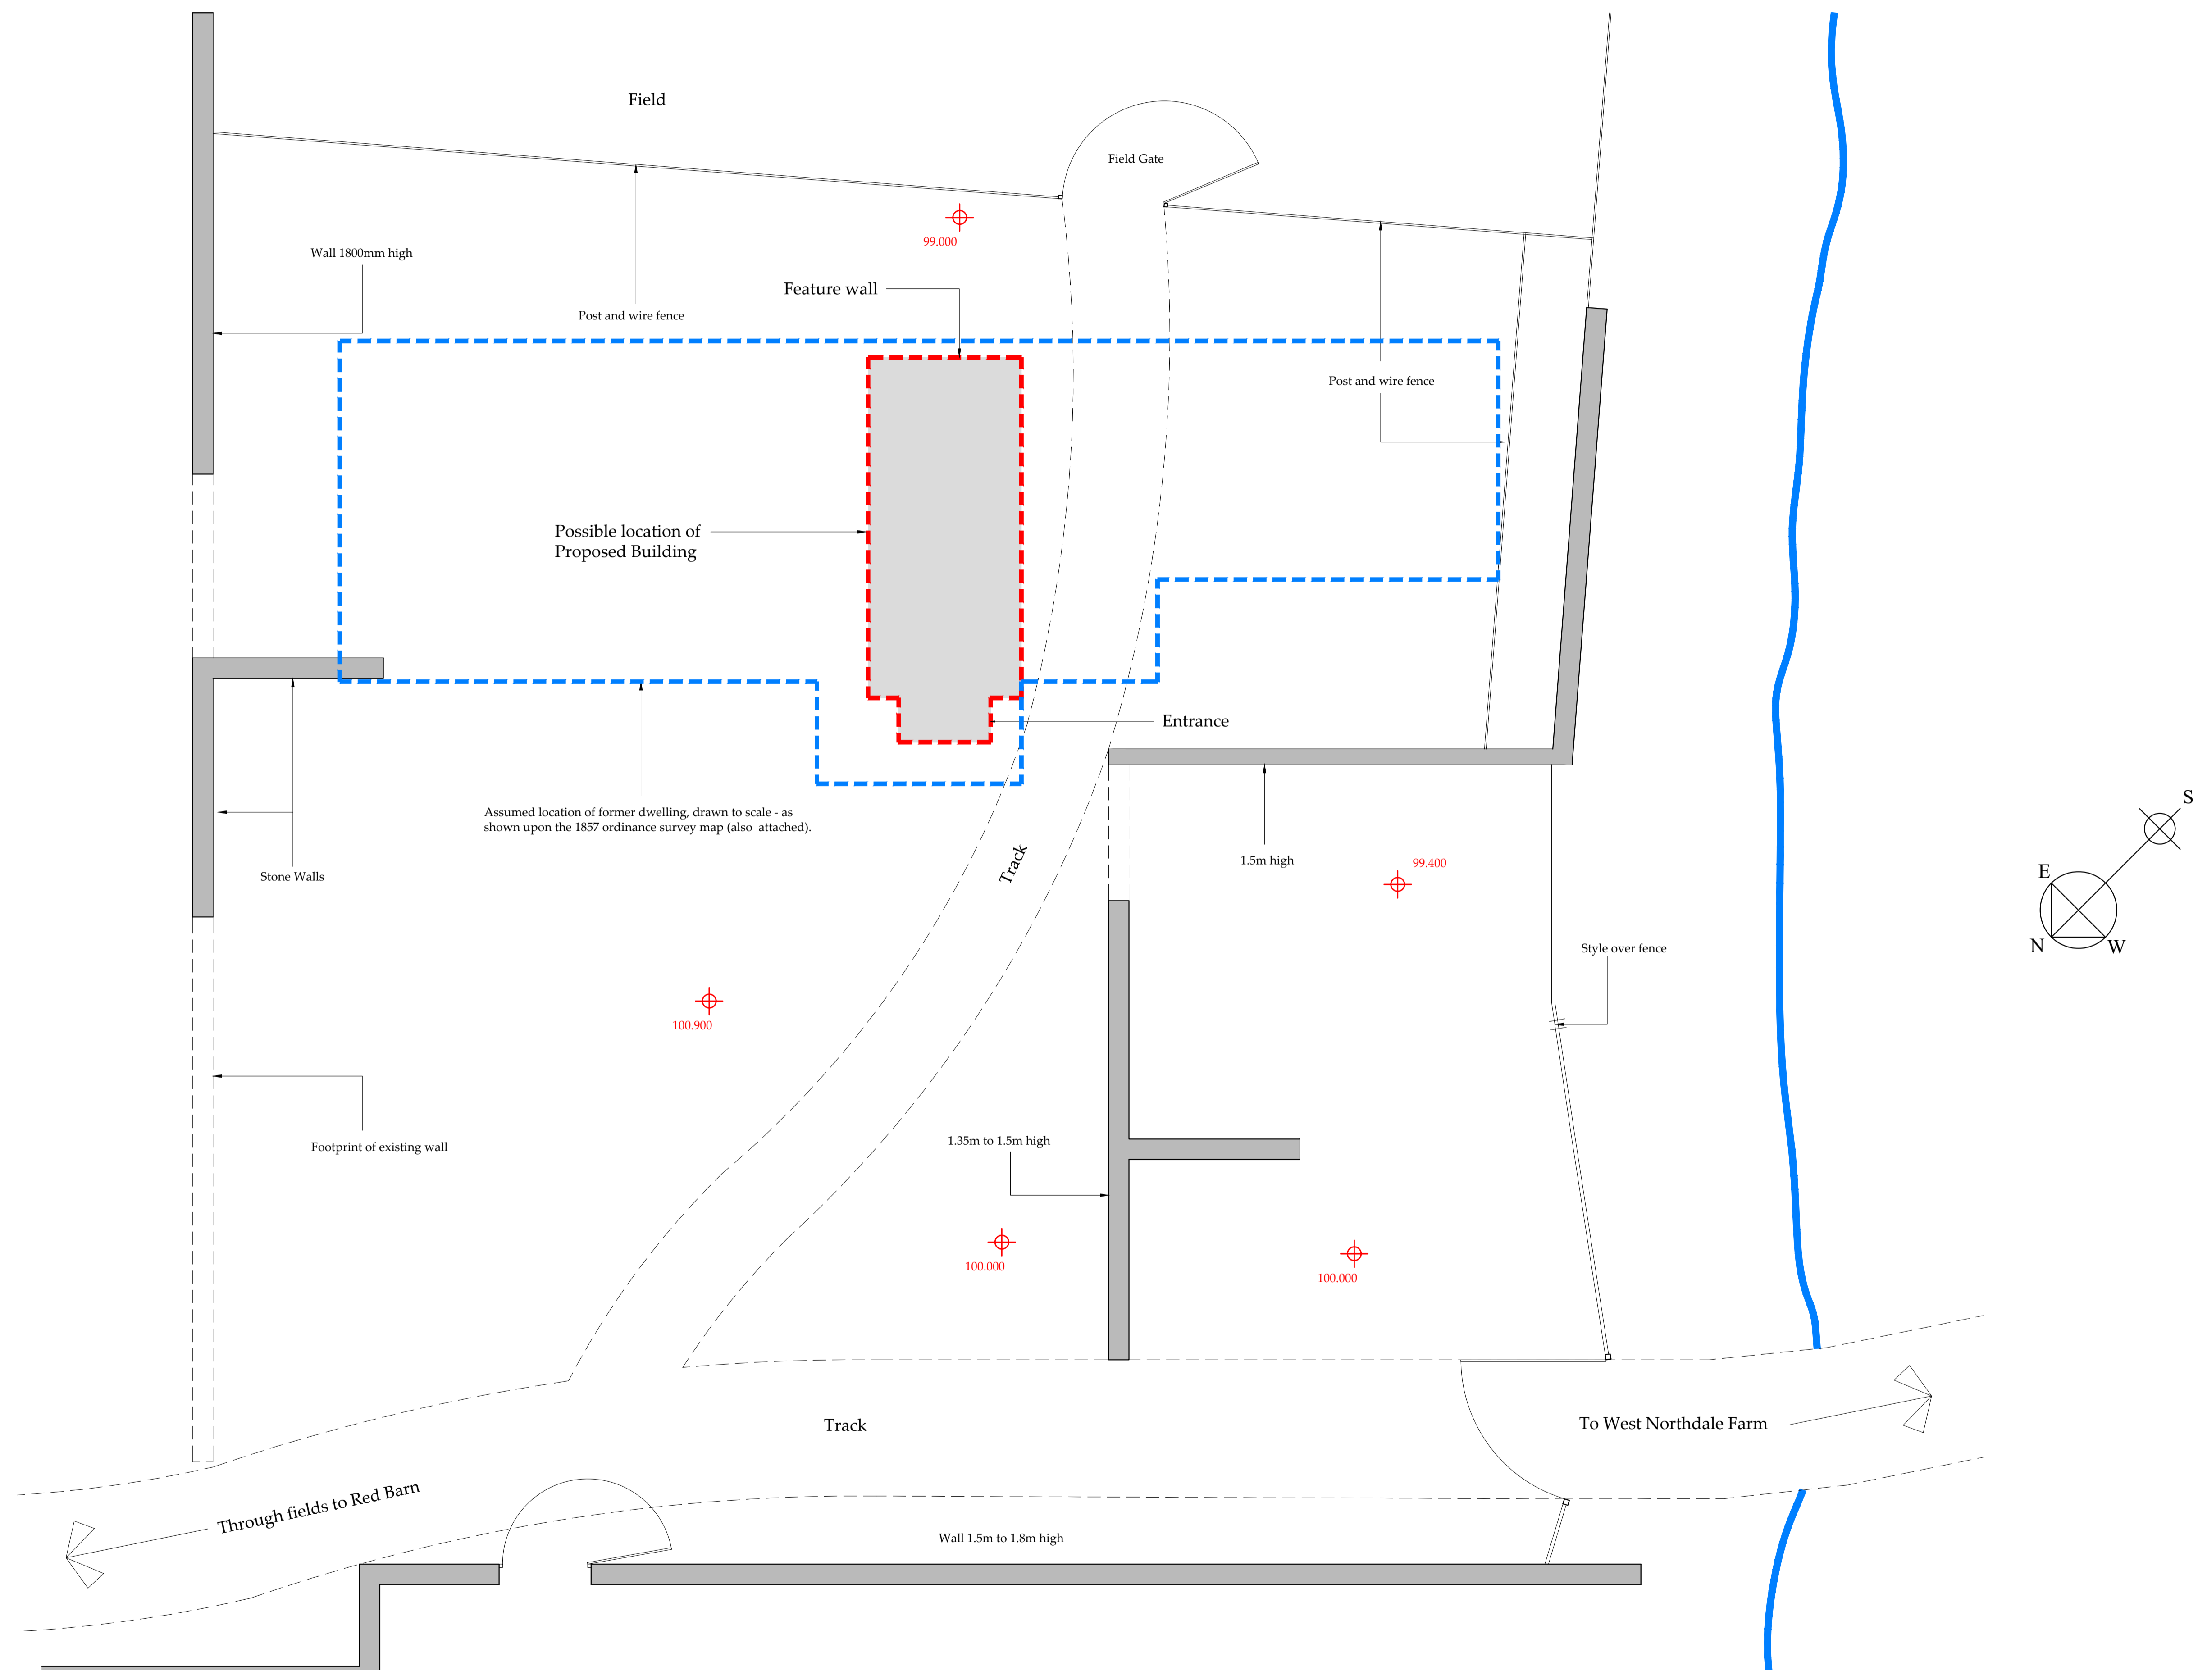 Field
Field Gate
99.000
Wall 1800mm high
Feature wall
Post and wire fence
Post and wire fence
Possible location of
Proposed Building
Entrance
Assumed location of former dwelling, drawn to scale - as
shown upon the 1857 ordinance survey map (also attached).
Stone Walls
Track
1.5m high
99.400
S
E
N
W
Style over fence
100.900
Footprint of existing wall
1.35m to 1.5m high
100.000
100.000
Track
To West Northdale Farm
Through fields to Red Barn
Wall 1.5m to 1.8m high